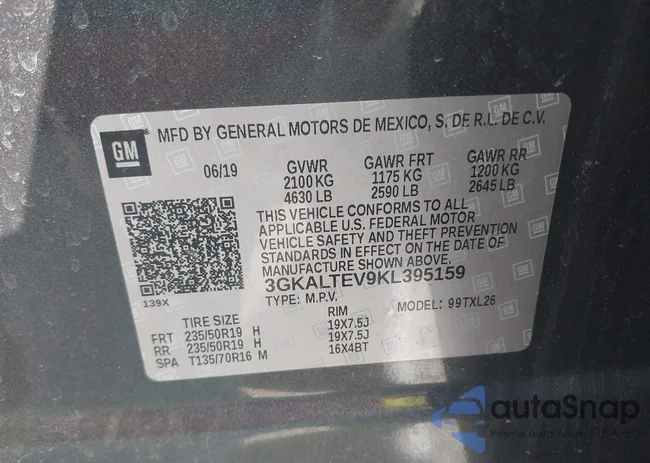 GM
MFD BY GENERAL MOTORS DE MEXICO, S. DE R.L. DE C.V.
06/19 GVWR GAWR FRT GAWR RR
2100 KG 1175 KG 1200 KG
4630 LB 2590 LB 2645 LB
THIS VEHICLE CONFORMS TO ALL
APPLICABLE U.S. FEDERAL MOTOR
VEHICLE SAFETY AND THEFT PREVENTION
STANDARDS IN EFFECT ON THE DATE OF
MANUFACTURE SHOWN ABOVE.
3GKALTEV9KL395159
139X
TYPE: M.P.V. MODEL: 99TXL26
TIRE SIZE RIM
FRT 235/50R19 H 19X7.5J
RR 235/50R19 H 19X7.5J
SPA T135/70R16 M 16X4BT
autaSnap